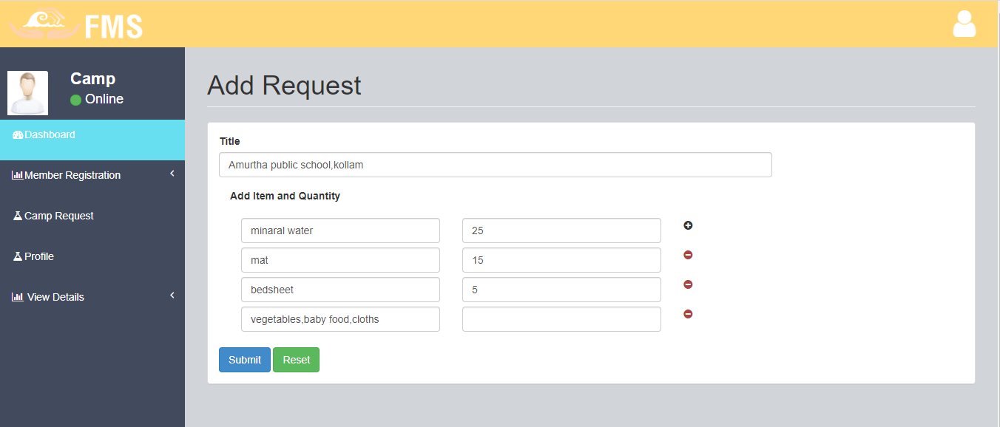 FMS
Camp
Online
Dashboard
Member Registration
Camp Request
Profile
View Details
Add Request
Title
Amurtha public school,kollam
Add Item and Quantity
minaral water 25
mat 15
bedsheet 5
vegetables,baby food,cloths
Submit Reset